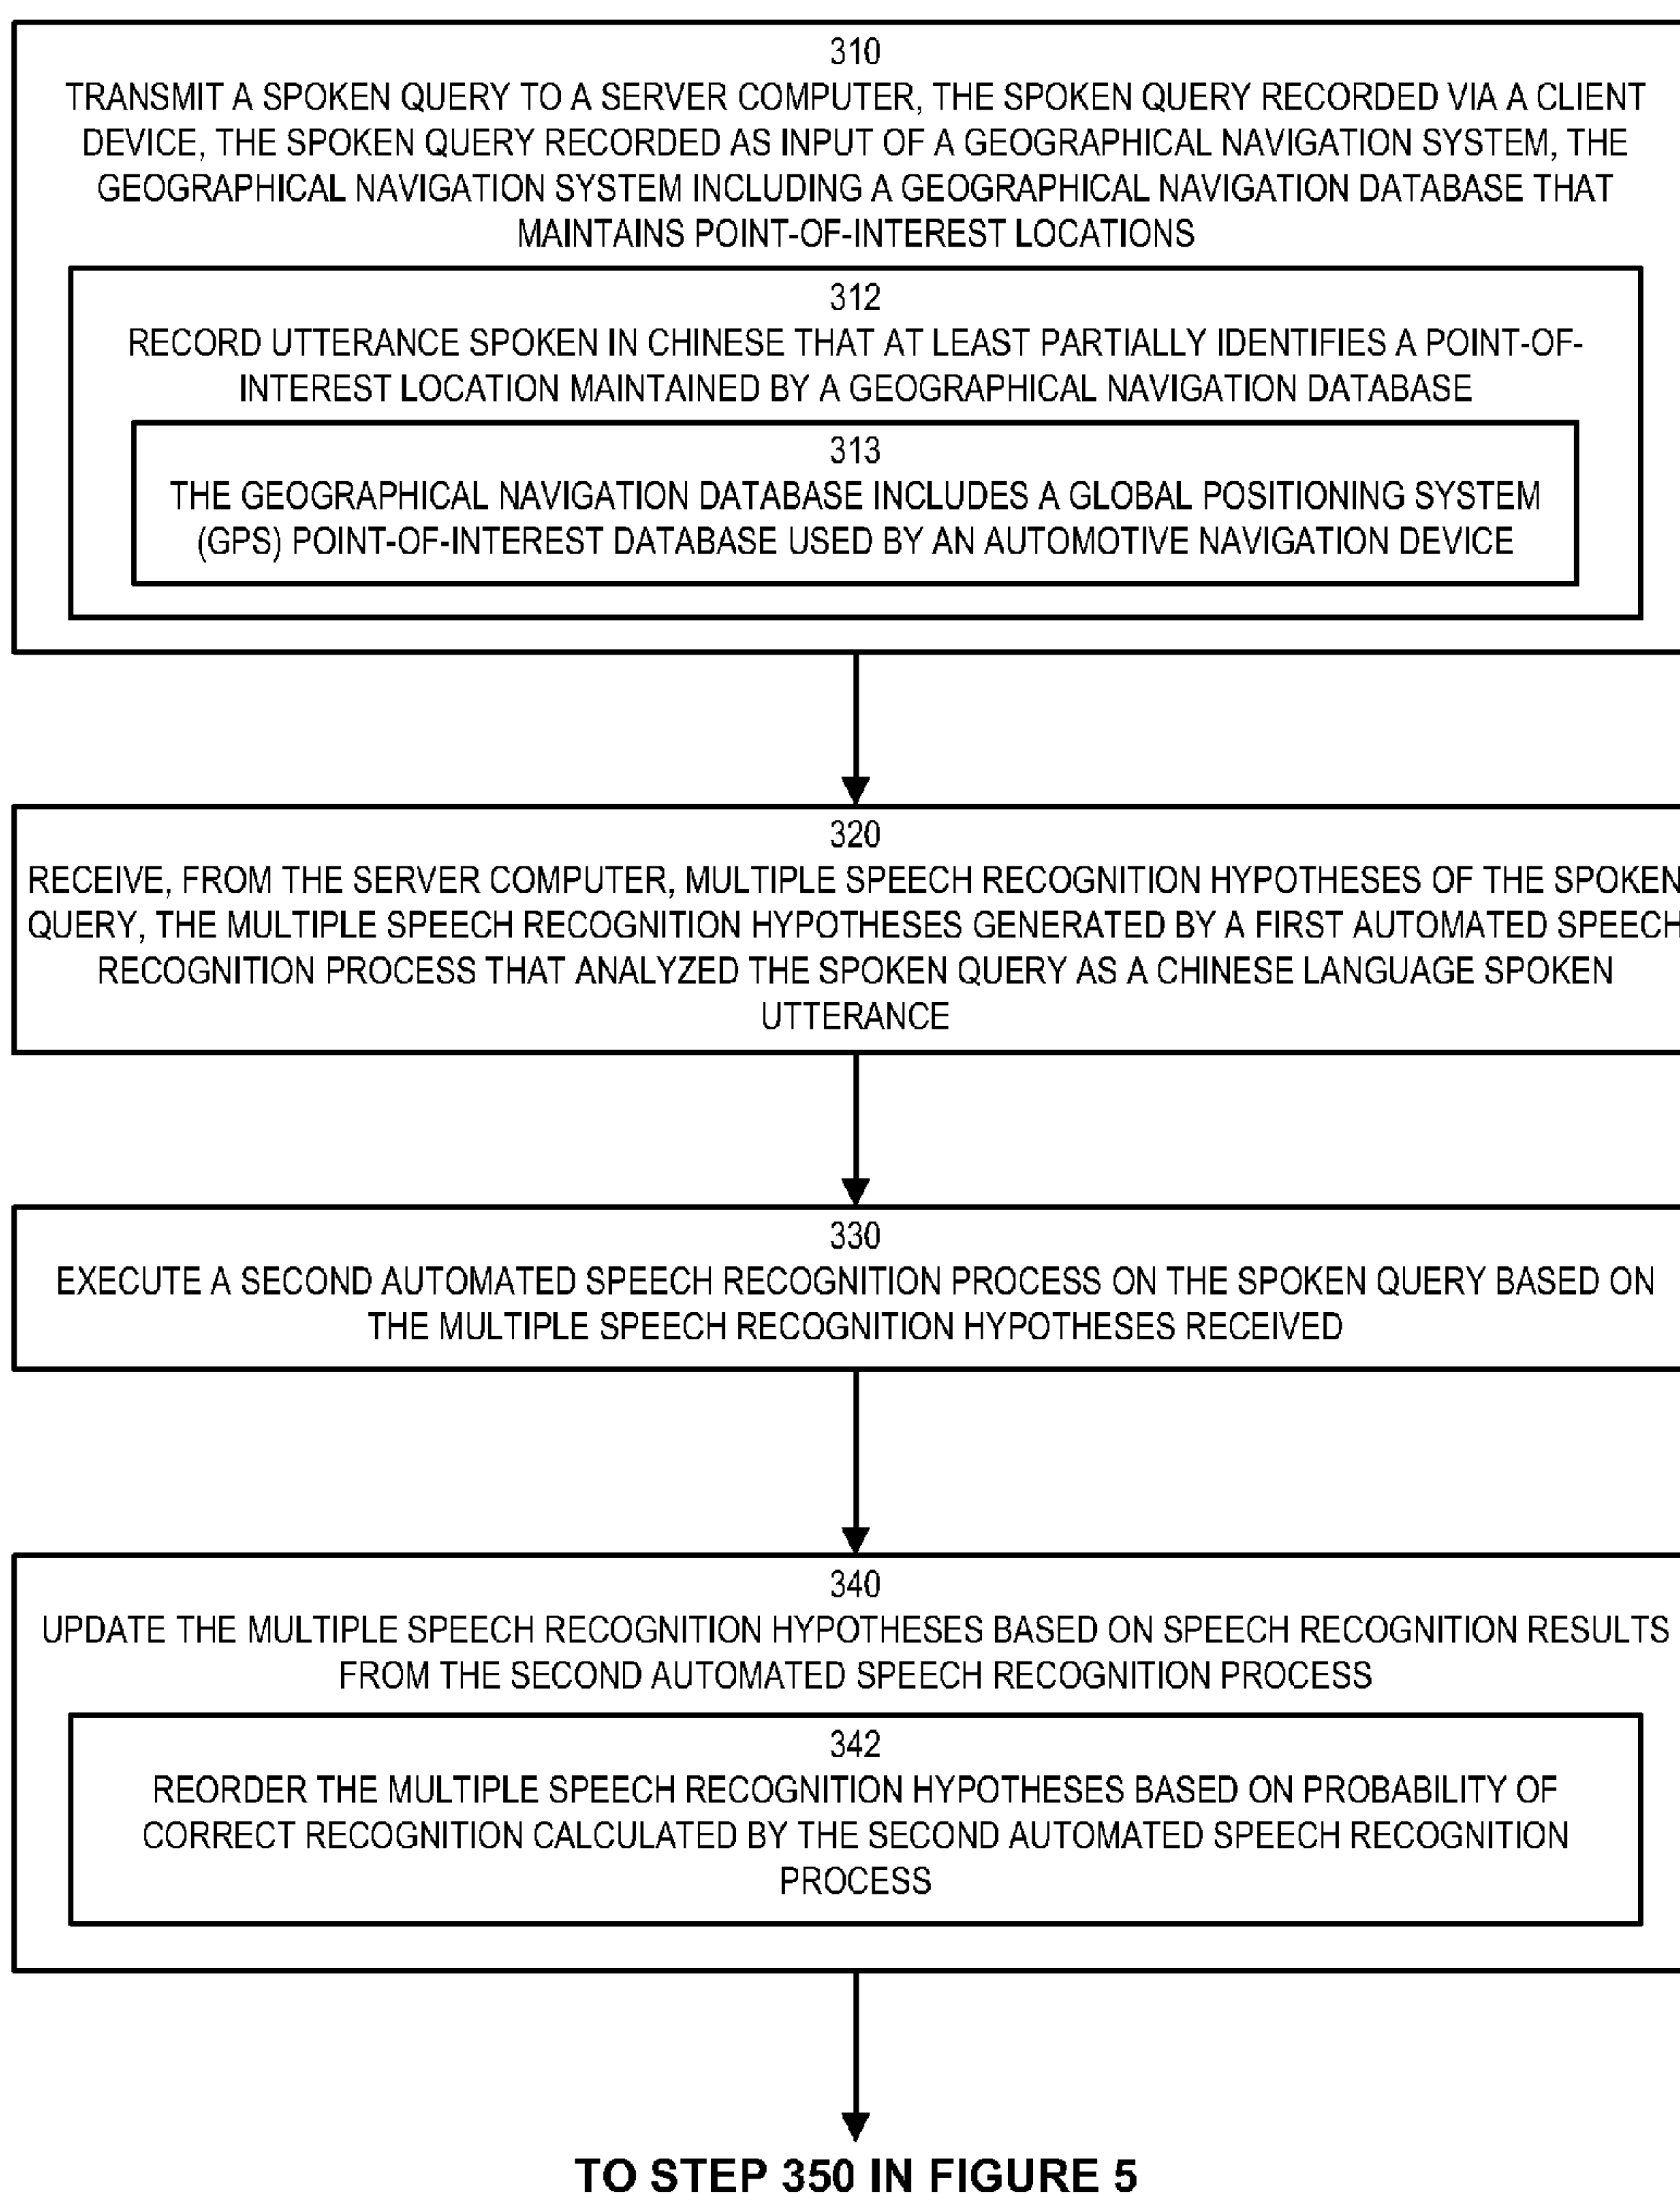 310
TRANSMIT A SPOKEN QUERY TO A SERVER COMPUTER, THE SPOKEN QUERY RECORDED VIA A CLIENT
DEVICE, THE SPOKEN QUERY RECORDED AS INPUT OF A GEOGRAPHICAL NAVIGATION SYSTEM, THE
GEOGRAPHICAL NAVIGATION SYSTEM INCLUDING A GEOGRAPHICAL NAVIGATION DATABASE THAT
MAINTAINS POINT-OF-INTEREST LOCATIONS
312
RECORD UTTERANCE SPOKEN IN CHINESE THAT AT LEAST PARTIALLY IDENTIFIES A POINT-OF-
INTEREST LOCATION MAINTAINED BY A GEOGRAPHICAL NAVIGATION DATABASE
313
THE GEOGRAPHICAL NAVIGATION DATABASE INCLUDES A GLOBAL POSITIONING SYSTEM
(GPS) POINT-OF-INTEREST DATABASE USED BY AN AUTOMOTIVE NAVIGATION DEVICE
320
RECEIVE, FROM THE SERVER COMPUTER, MULTIPLE SPEECH RECOGNITION HYPOTHESES OF THE SPOKEN
QUERY, THE MULTIPLE SPEECH RECOGNITION HYPOTHESES GENERATED BY A FIRST AUTOMATED SPEECH
RECOGNITION PROCESS THAT ANALYZED THE SPOKEN QUERY AS A CHINESE LANGUAGE SPOKEN
UTTERANCE
330
EXECUTE A SECOND AUTOMATED SPEECH RECOGNITION PROCESS ON THE SPOKEN QUERY BASED ON
THE MULTIPLE SPEECH RECOGNITION HYPOTHESES RECEIVED
340
UPDATE THE MULTIPLE SPEECH RECOGNITION HYPOTHESES BASED ON SPEECH RECOGNITION RESULTS
FROM THE SECOND AUTOMATED SPEECH RECOGNITION PROCESS
342
REORDER THE MULTIPLE SPEECH RECOGNITION HYPOTHESES BASED ON PROBABILITY OF
CORRECT RECOGNITION CALCULATED BY THE SECOND AUTOMATED SPEECH RECOGNITION
PROCESS
TO STEP 350 IN FIGURE 5